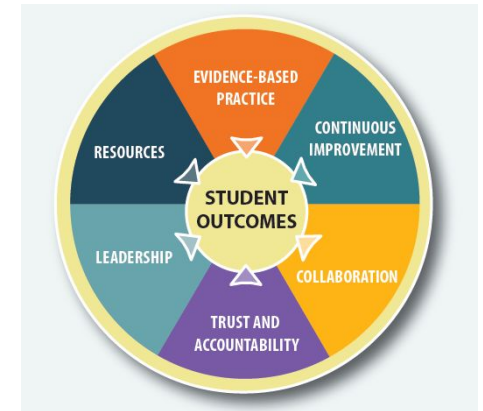 EVIDENCE-BASED
PRACTICE
CONTINUOUS
IMPROVEMENT
RESOURCES
STUDENT
OUTCOMES
LEADERSHIP
COLLABORATION
TRUST AND
ACCOUNTABILITY